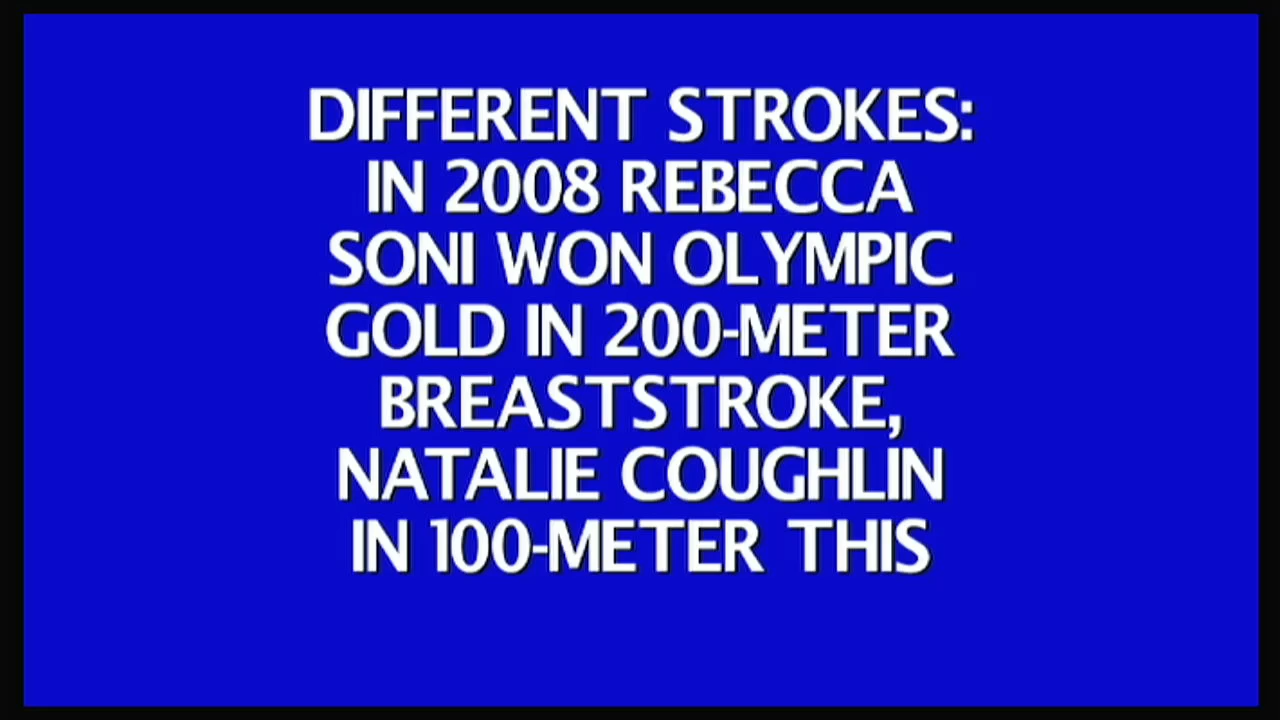 DIFFERENT STROKES:
IN 2008 REBECCA
SONI WON OLYMPIC
GOLD IN 200-METER
BREASTSTROKE,
NATALIE COUGHLIN
IN 100-METER THIS